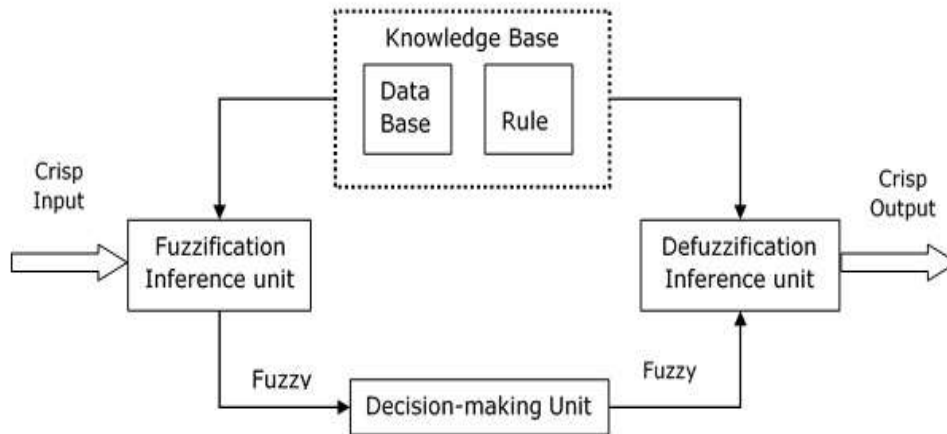 Knowledge Base
Data
Base
Rule
Crisp
Input
Crisp
Output
Fuzzification
Inference unit
Defuzzification
Inference unit
Fuzzy
Fuzzy
Decision-making Unit